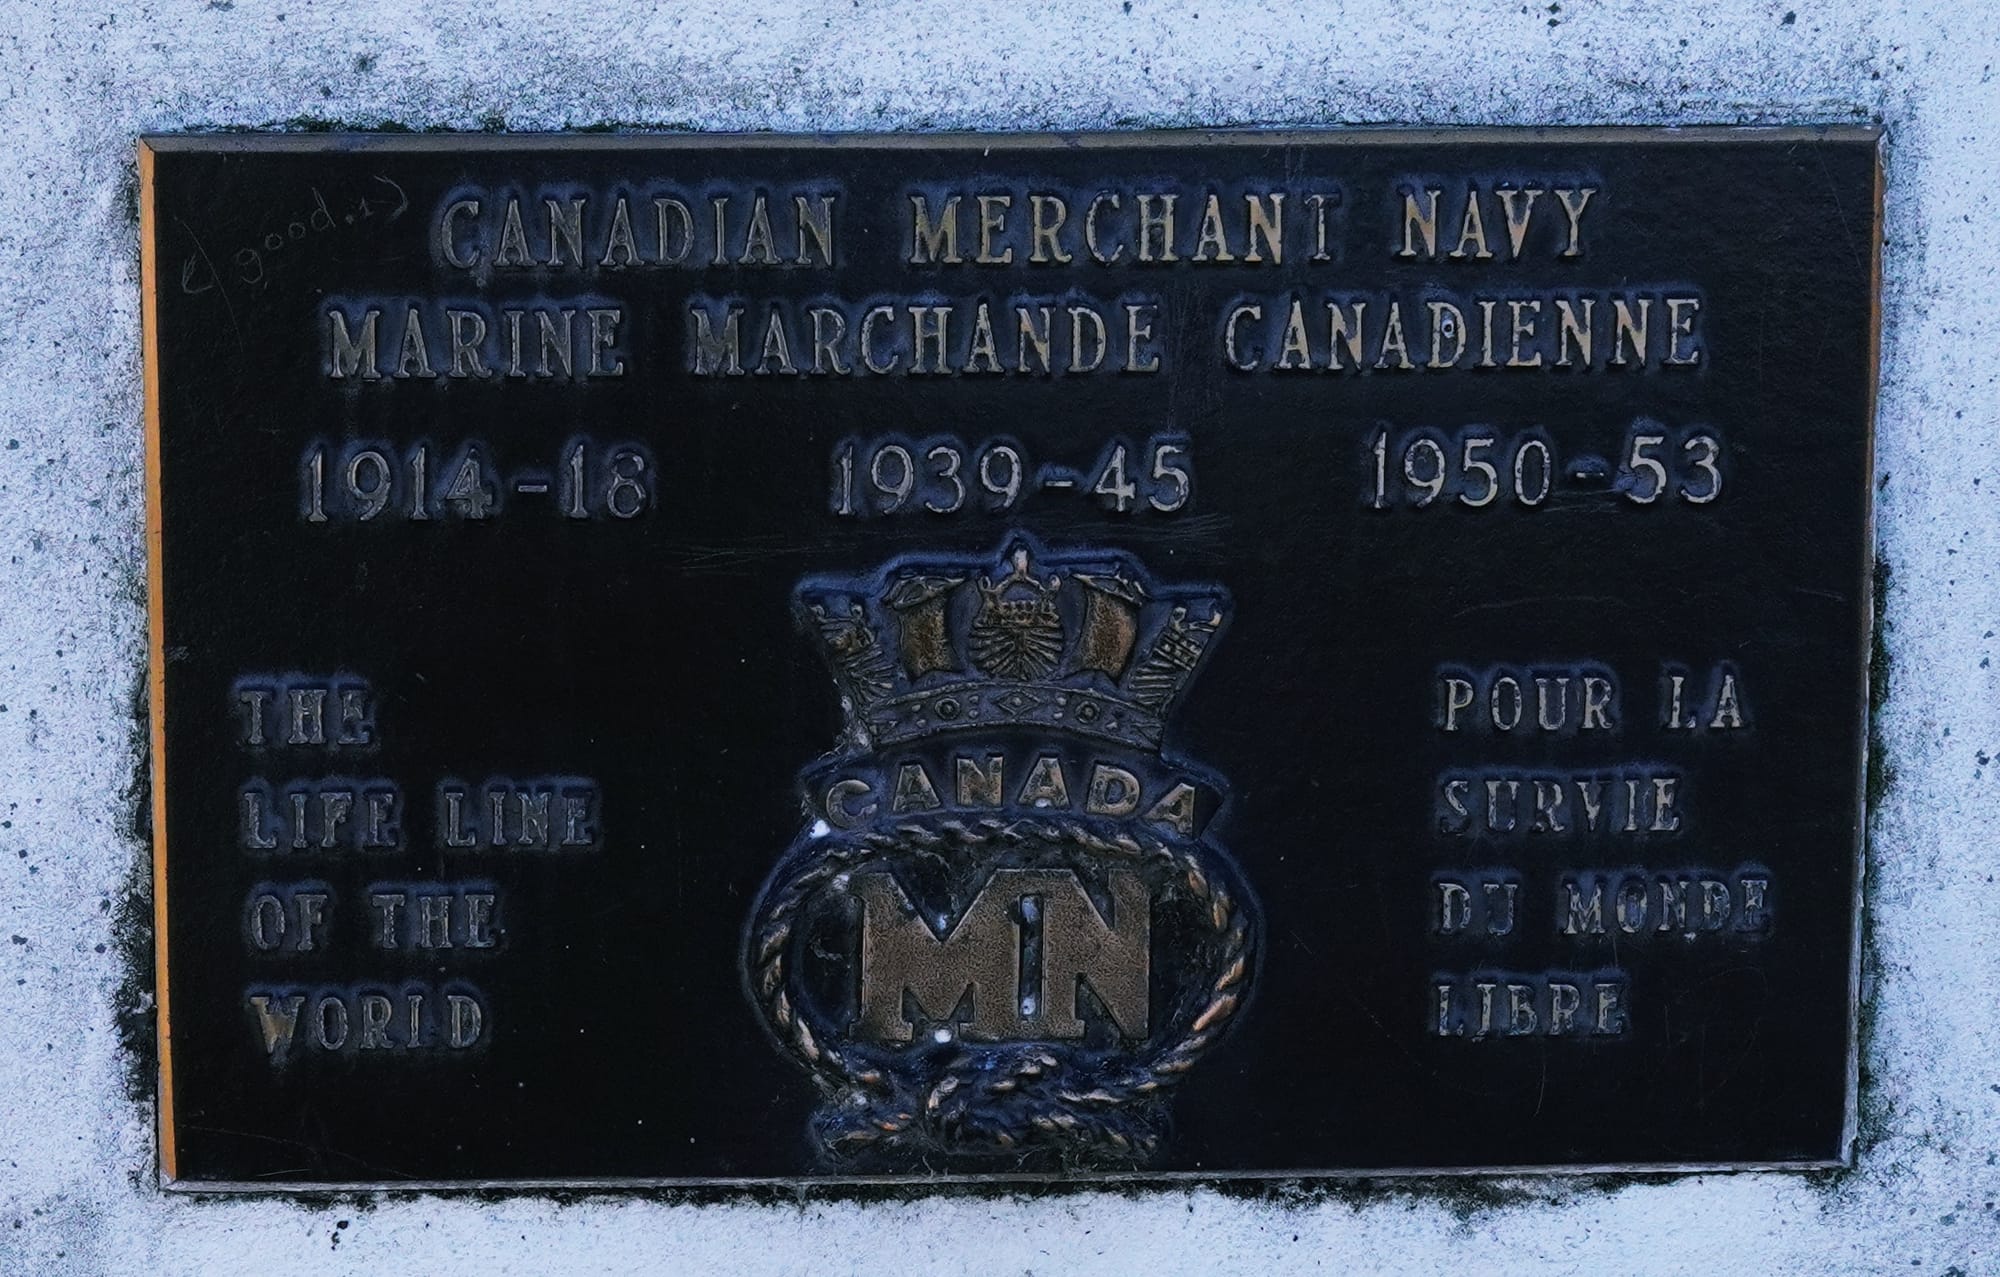 good.
CANADIAN MERCHANT NAVY
MARINE MARCHANDE CANADIENNE
1914-18 1939-45 1950-53
THE
LIFE LINE
OF THE
WORLD
CANADA
MN
POUR LA
SURVIE
DU MONDE
LIBRE